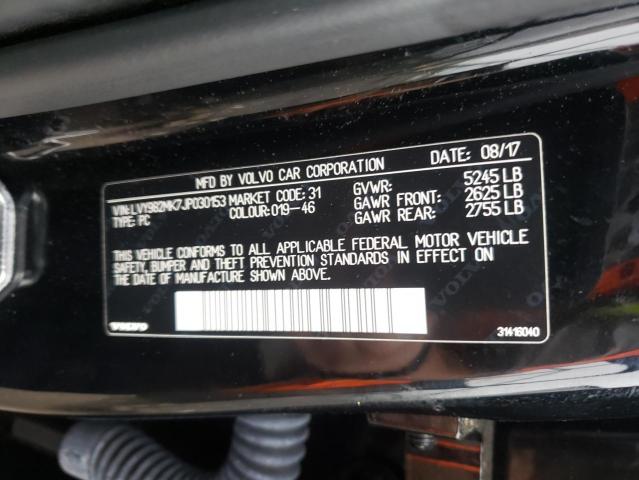 MFD BY VOLVO CAR CORPORATION DATE: 08/17
VIN:LVY982MK7JP030153 MARKET CODE: 31 GVWR: 5245 LB
TYPE: PC COLOUR: 019-46 GAWR FRONT: 2625 LB
GAWR REAR: 2755 LB
THIS VEHICLE CONFORMS TO ALL APPLICABLE FEDERAL MOTOR VEHICLE
SAFETY, BUMPER AND THEFT PREVENTION STANDARDS IN EFFECT ON
THE DATE OF MANUFACTURE SHOWN ABOVE.
VOLVO 31416040